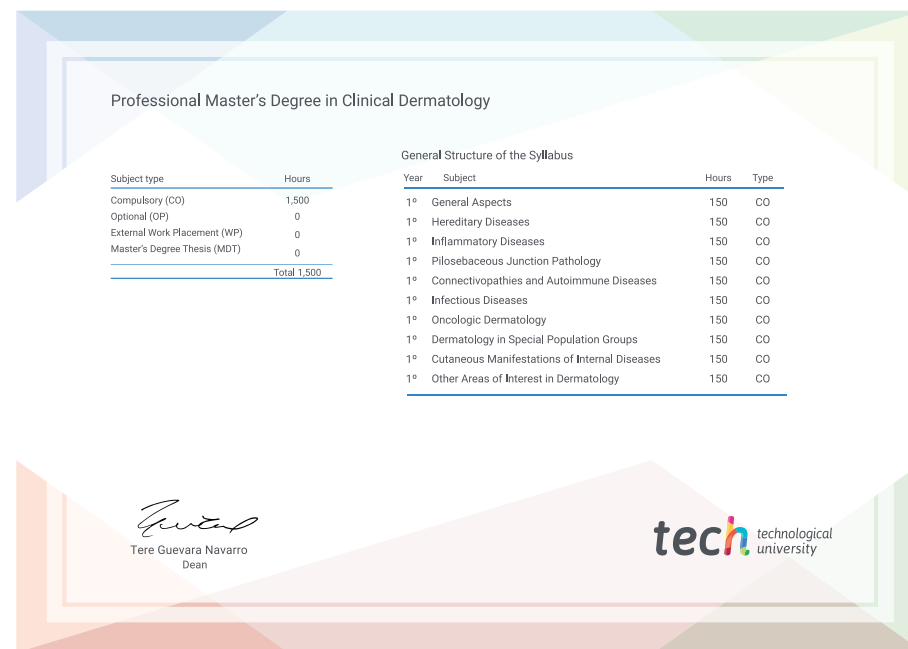 Professional Master's Degree in Clinical Dermatology
General Structure of the Syllabus
Subject type Hours
Compulsory (CO) 1,500
Optional (OP) 0
External Work Placement (WP) 0
Master's Degree Thesis (MDT) 0
Total 1,500
Year Subject Hours Type
1º General Aspects 150 CO
1º Hereditary Diseases 150 CO
1º Inflammatory Diseases 150 CO
1º Pilosebaceous Junction Pathology 150 CO
1º Connectivopathies and Autoimmune Diseases 150 CO
1º Infectious Diseases 150 CO
1º Oncologic Dermatology 150 CO
1º Dermatology in Special Population Groups 150 CO
1º Cutaneous Manifestations of Internal Diseases 150 CO
1º Other Areas of Interest in Dermatology 150 CO
Tere Guevara Navarro
Dean
tech technological
university